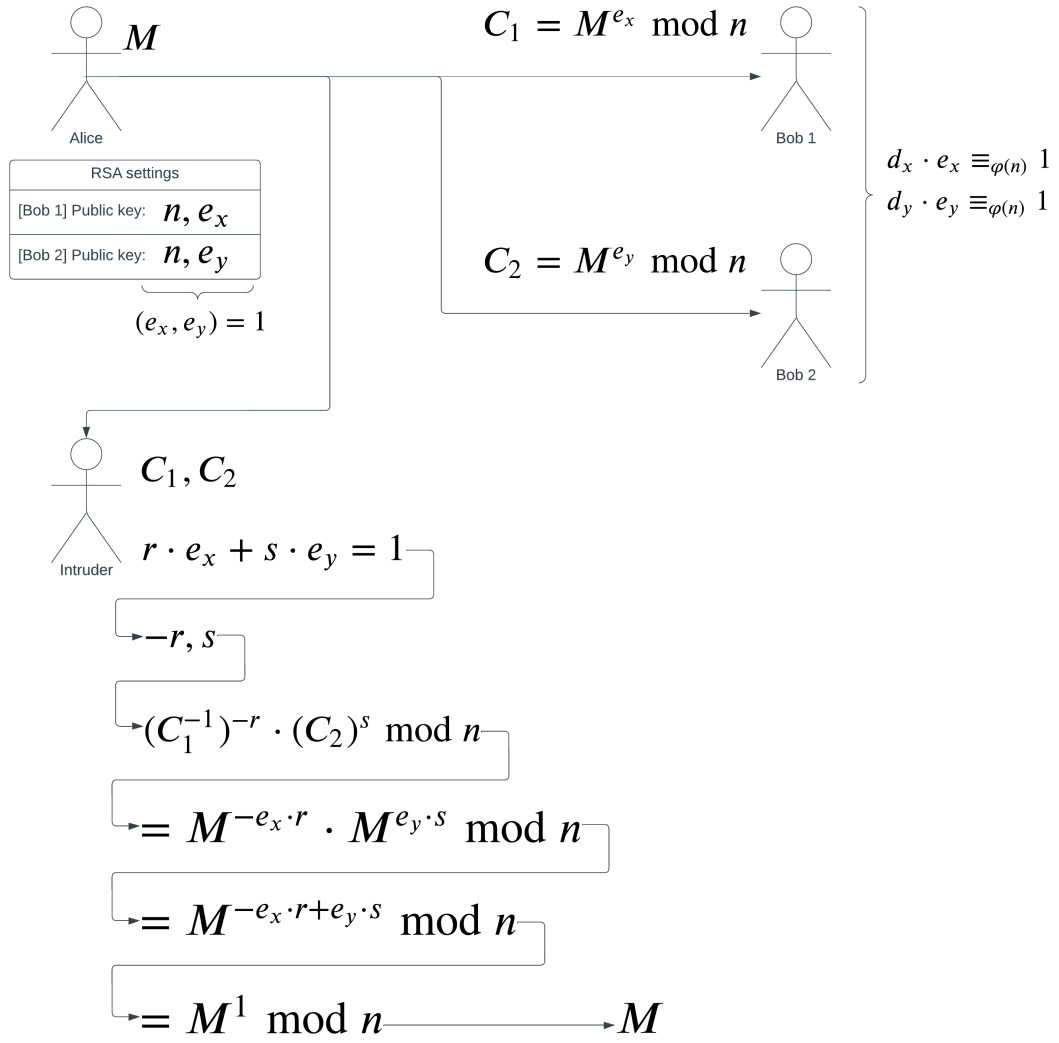 M
C₁ = M^{e_x} mod n
Alice
Bob 1
RSA settings
[Bob 1] Public key: n, e_x
[Bob 2] Public key: n, e_y
(e_x, e_y) = 1
d_x · e_x ≡_{φ(n)} 1
d_y · e_y ≡_{φ(n)} 1
C₂ = M^{e_y} mod n
Bob 2
C₁, C₂
Intruder
r · e_x + s · e_y = 1
−r, s
(C₁^{−1})^{−r} · (C₂)^s mod n
= M^{−e_x·r} · M^{e_y·s} mod n
= M^{−e_x·r+e_y·s} mod n
= M^1 mod n
M